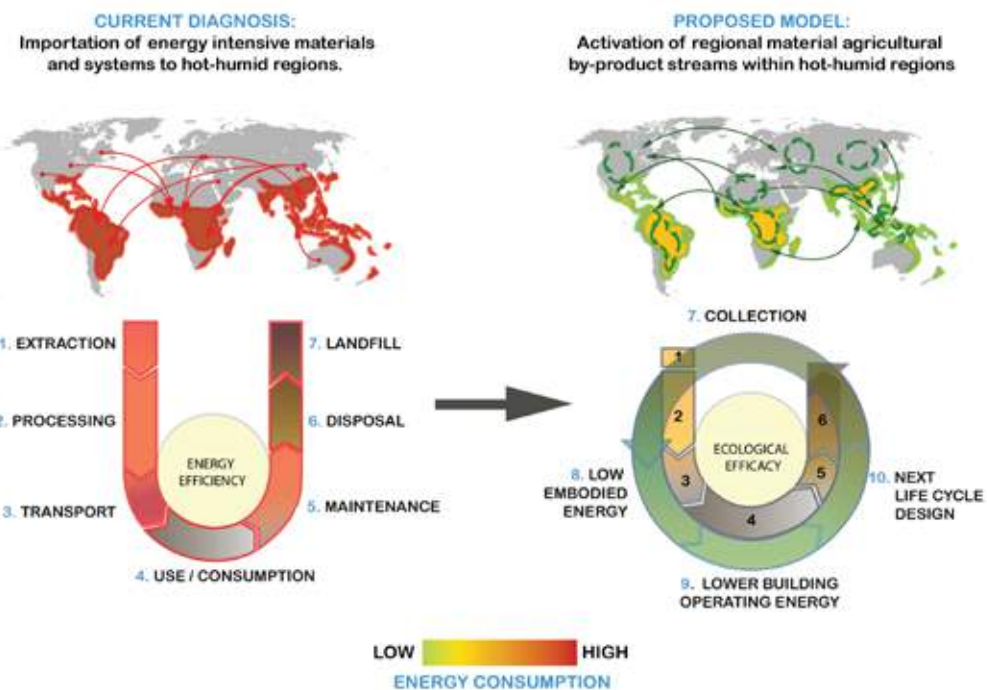 CURRENT DIAGNOSIS:
Importation of energy intensive materials
and systems to hot-humid regions.
PROPOSED MODEL:
Activation of regional material agricultural
by-product streams within hot-humid regions
1. EXTRACTION
2. PROCESSING
3. TRANSPORT
4. USE / CONSUMPTION
5. MAINTENANCE
6. DISPOSAL
7. LANDFILL
ENERGY
EFFICIENCY
7. COLLECTION
1
2
3
4
5
6
ECOLOGICAL
EFFICACY
8. LOW
EMBODIED
ENERGY
9. LOWER BUILDING
OPERATING ENERGY
10. NEXT
LIFE CYCLE
DESIGN
LOW
HIGH
ENERGY CONSUMPTION